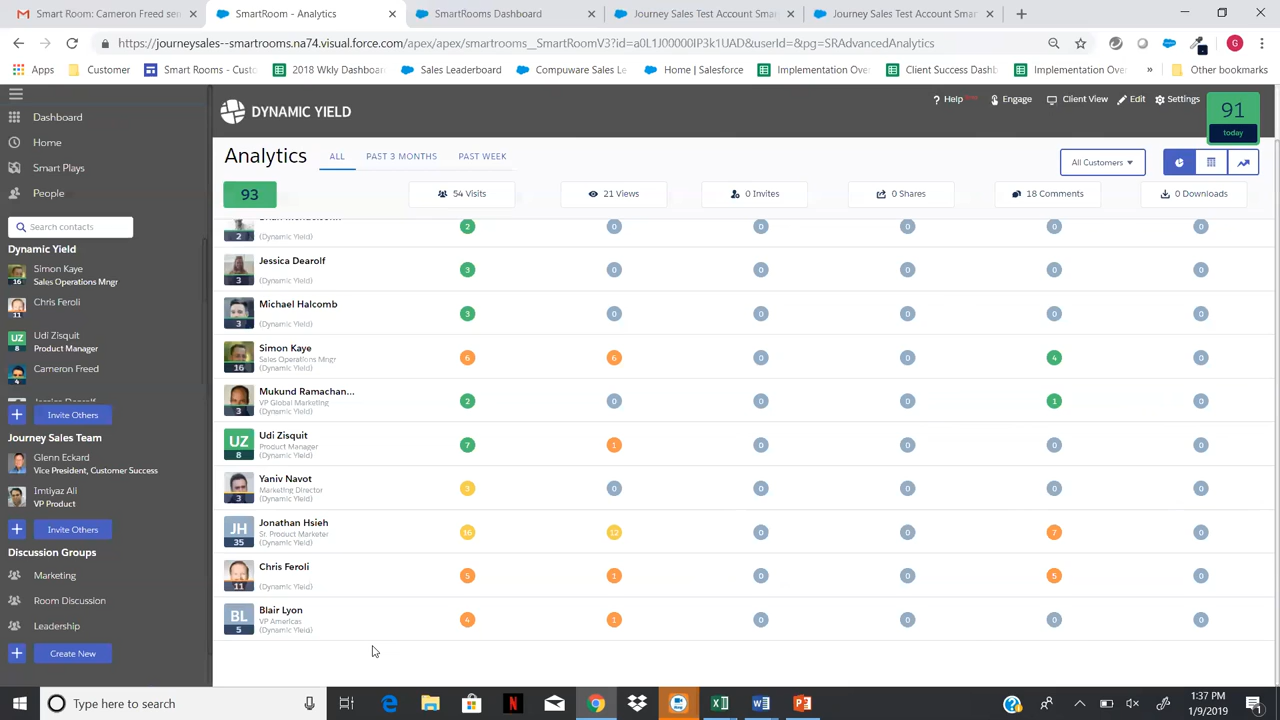 Smart Room: Cameron Freed sen
SmartRooms - Analytics
SmartRooms Dashboard
Journey Sales Test Account Smar
Journey Sales Test Account Smar
https://journeysales--smartrooms.na74.visual.force.com/apex/apex/smartrooms__SmartRoomV3?id=a0L1J00000IP3k1UAD&userId=&pg=SRAdvancedAnalytics
G
Apps
Customer
Smart Rooms - Custo
2018 Wkly Dashboard
Sales Leaderboard
Compuware Sales Le
Home | Salesforce
Implementation Over
Client Success Dashb
Implementation Over
»
Other bookmarks
Dashboard
Home
Smart Plays
People
Search contacts
Dynamic Yield
Simon Kaye
Sales Operations Mngr
16
Chris Feroli
11
UZ
8
Udi Zisquit
Product Manager
Cameron Freed
4
Jessica Dearolf
Invite Others
Journey Sales Team
Glenn Eckard
Vice President, Customer Success
Imtiyaz Ali
VP Product
Invite Others
Discussion Groups
Marketing
Room Discussion
Leadership
Create New
DYNAMIC YIELD
Help
Engage
Client View
Edit
Settings
91
today
Analytics
ALL
PAST 3 MONTHS
PAST WEEK
All Customers
93
54 Visits
21 Views
0 Invites
0 Shares
18 Comments
0 Downloads
2
(Dynamic Yield)
2 0 0 0 0 0
3
Jessica Dearolf
(Dynamic Yield)
3 0 0 0 0 0
3
Michael Halcomb
(Dynamic Yield)
3 0 0 0 0 0
16
Simon Kaye
Sales Operations Mngr
(Dynamic Yield)
6 6 0 0 4 0
3
Mukund Ramachan...
VP Global Marketing
(Dynamic Yield)
2 0 0 0 1 0
UZ
8
Udi Zisquit
Product Manager
(Dynamic Yield)
7 1 0 0 0 0
3
Yaniv Navot
Marketing Director
(Dynamic Yield)
3 0 0 0 0 0
JH
35
Jonathan Hsieh
Sr. Product Marketer
(Dynamic Yield)
16 12 0 0 7 0
11
Chris Feroli
(Dynamic Yield)
5 1 0 0 5 0
BL
5
Blair Lyon
VP Americas
(Dynamic Yield)
4 1 0 0 0 0
Type here to search
1:37 PM
1/9/2019